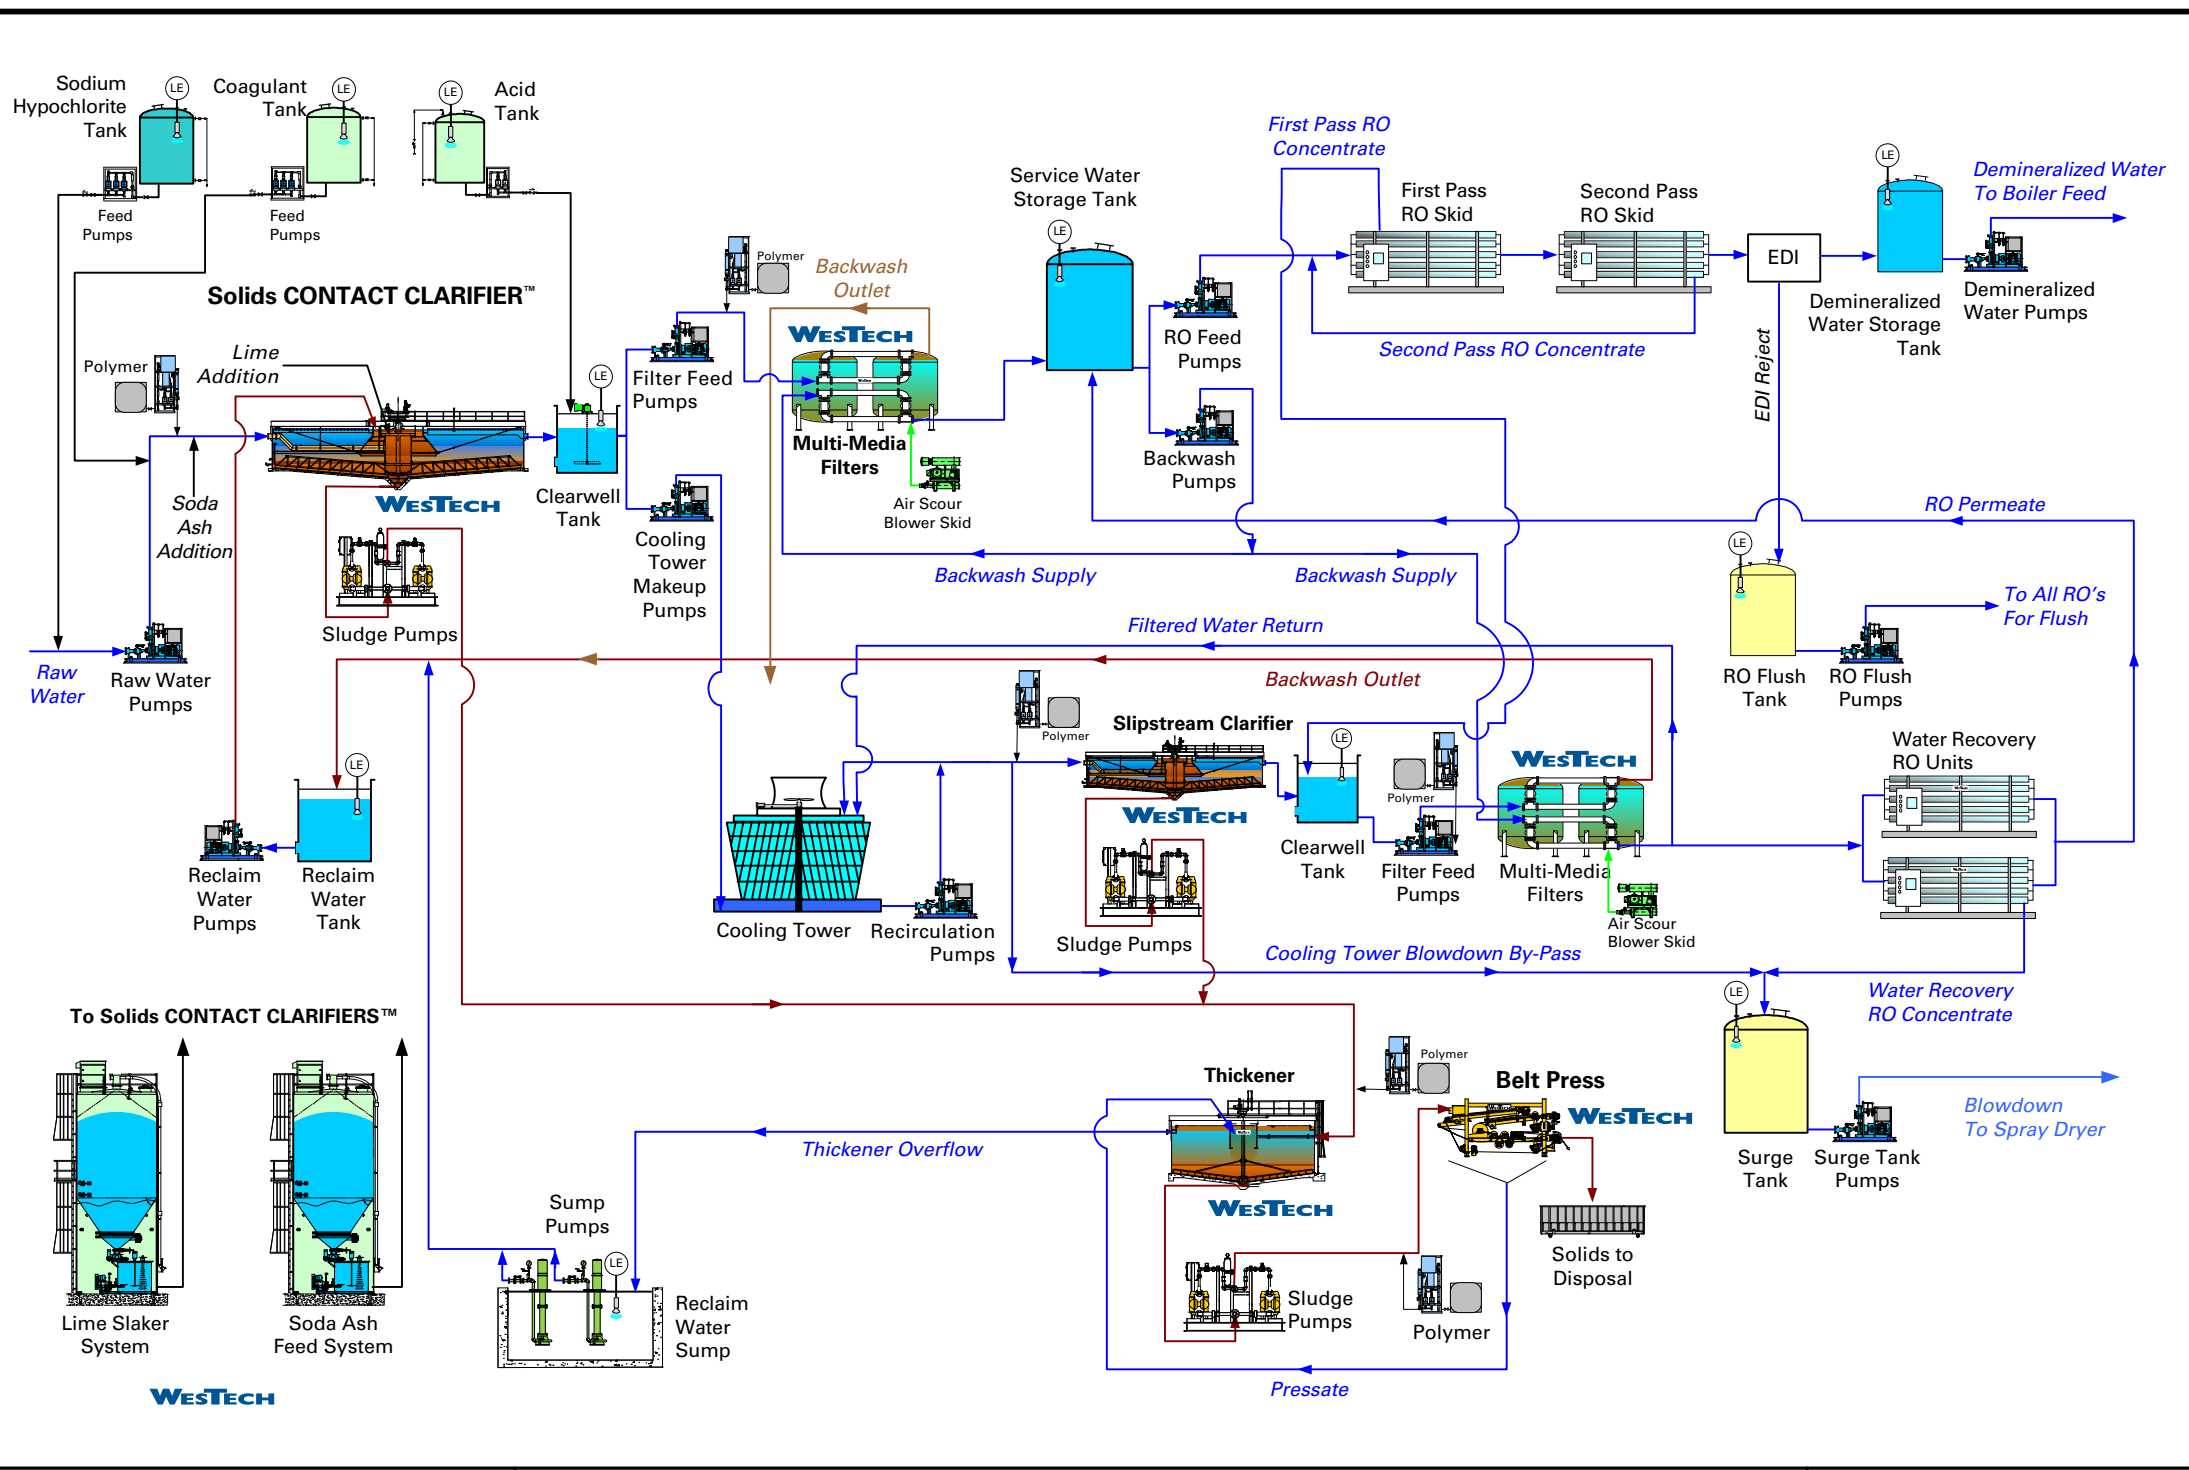 Sodium
Hypochlorite
Tank
LE
Coagulant
Tank
LE
LE
Acid
Tank
Feed
Pumps
Feed
Pumps
Solids CONTACT CLARIFIER™
Polymer
Lime
Addition
Soda
Ash
Addition
WESTECH
LE
Clearwell
Tank
Filter Feed
Pumps
Cooling
Tower
Makeup
Pumps
Polymer
Backwash
Outlet
WESTECH
Multi-Media
Filters
Air Scour
Blower Skid
Service Water
Storage Tank
LE
RO Feed
Pumps
Backwash
Pumps
First Pass RO
Concentrate
First Pass
RO Skid
Second Pass
RO Skid
Second Pass RO Concentrate
EDI
EDI Reject
LE
Demineralized
Water Storage
Tank
Demineralized Water
To Boiler Feed
Demineralized
Water Pumps
RO Permeate
Backwash Supply
Backwash Supply
LE
To All RO's
For Flush
RO Flush
Tank
RO Flush
Pumps
Sludge Pumps
Raw
Water
Raw Water
Pumps
Filtered Water Return
Backwash Outlet
LE
Reclaim
Water
Pumps
Reclaim
Water
Tank
Cooling Tower
Recirculation
Pumps
Polymer
Slipstream Clarifier
WESTECH
Sludge Pumps
LE
Clearwell
Tank
Polymer
Filter Feed
Pumps
WESTECH
Multi-Media
Filters
Air Scour
Blower Skid
Water Recovery
RO Units
Cooling Tower Blowdown By-Pass
Water Recovery
RO Concentrate
LE
Surge
Tank
Surge Tank
Pumps
Blowdown
To Spray Dryer
To Solids CONTACT CLARIFIERS™
Lime Slaker
System
Soda Ash
Feed System
WESTECH
Thickener Overflow
Sump
Pumps
LE
Reclaim
Water
Sump
Thickener
WESTECH
Polymer
Belt Press
WESTECH
Sludge
Pumps
Polymer
Solids to
Disposal
Pressate